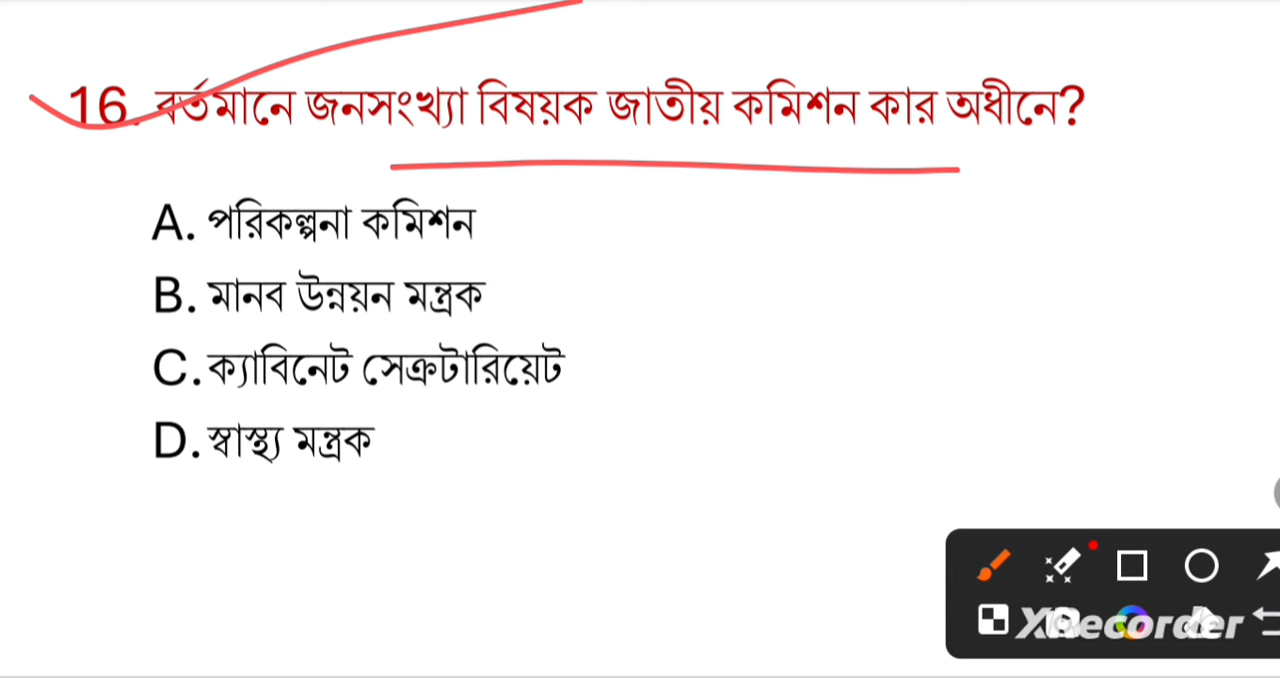 16. বর্তমানে জনসংখ্যা বিষয়ক জাতীয় কমিশন কার অধীনে?
A. পরিকল্পনা কমিশন
B. মানব উন্নয়ন মন্ত্রক
C. ক্যাবিনেট সেক্রটারিয়েট
D. স্বাস্থ্য মন্ত্রক
XRecorder